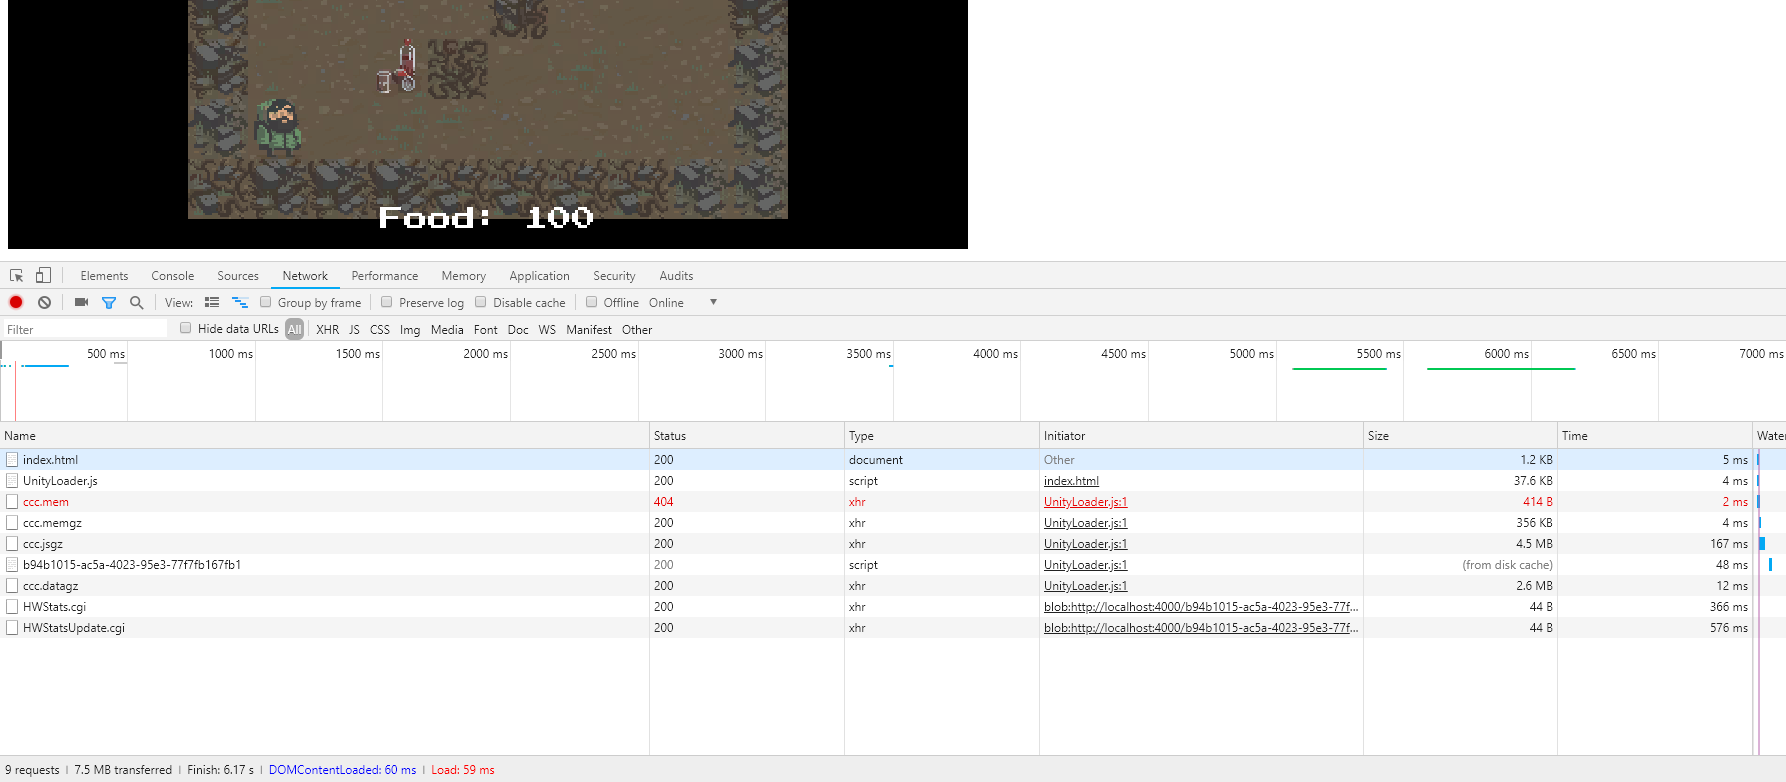 Food: 100
Elements Console Sources Network Performance Memory Application Security Audits
View: Group by frame Preserve log Disable cache Offline Online
Filter Hide data URLs All XHR JS CSS Img Media Font Doc WS Manifest Other
500 ms 1000 ms 1500 ms 2000 ms 2500 ms 3000 ms 3500 ms 4000 ms 4500 ms 5000 ms 5500 ms 6000 ms 6500 ms 7000 ms
Name Status Type Initiator Size Time Water
index.html 200 document Other 1.2 KB 5 ms
UnityLoader.js 200 script index.html 37.6 KB 4 ms
ccc.mem 404 xhr UnityLoader.js:1 414 B 2 ms
ccc.memgz 200 xhr UnityLoader.js:1 356 KB 4 ms
ccc.jsgz 200 xhr UnityLoader.js:1 4.5 MB 167 ms
b94b1015-ac5a-4023-95e3-77f7fb167fb1 200 script UnityLoader.js:1 (from disk cache) 48 ms
ccc.datagz 200 xhr UnityLoader.js:1 2.6 MB 12 ms
HWStats.cgi 200 xhr blob:http://localhost:4000/b94b1015-ac5a-4023-95e3-77f... 44 B 366 ms
HWStatsUpdate.cgi 200 xhr blob:http://localhost:4000/b94b1015-ac5a-4023-95e3-77f... 44 B 576 ms
9 requests | 7.5 MB transferred | Finish: 6.17 s | DOMContentLoaded: 60 ms | Load: 59 ms